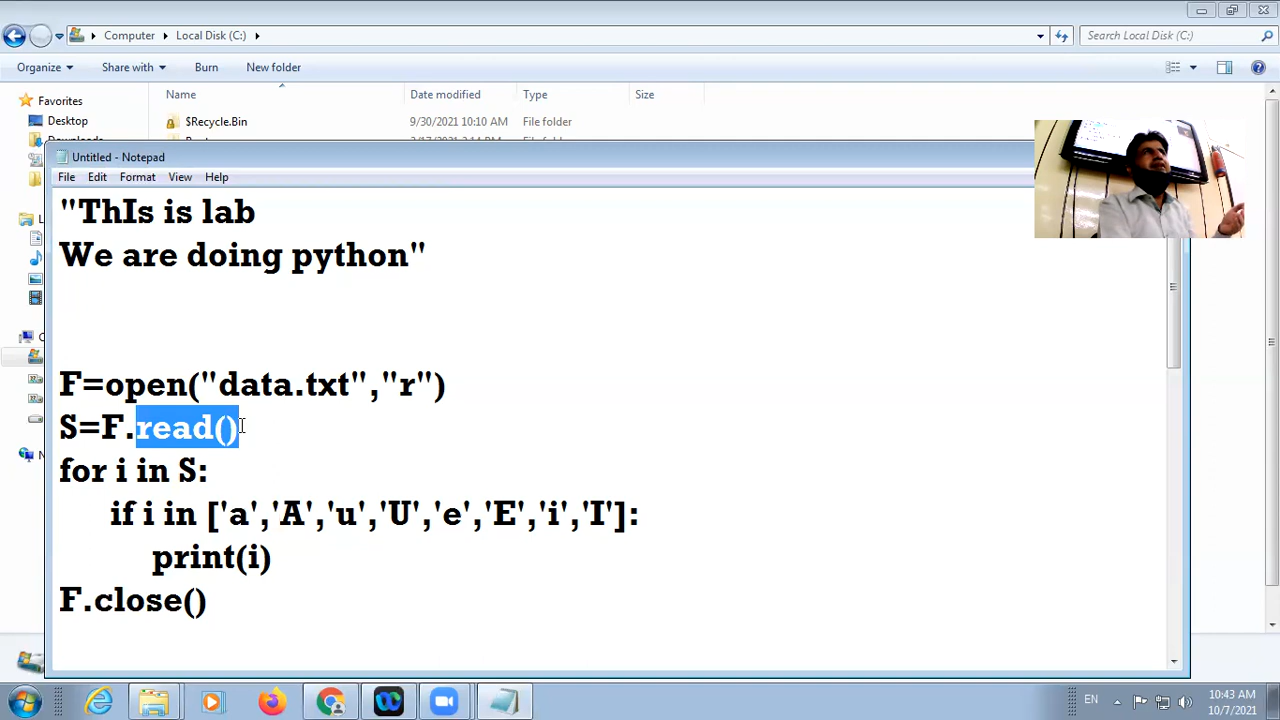 Computer Local Disk (C:) Search Local Disk (C:)
Organize Share with Burn New folder
Favorites Name Date modified Type Size
Desktop $Recycle.Bin 9/30/2021 10:10 AM File folder
Untitled - Notepad
File Edit Format View Help
"ThIs is lab
We are doing python"
F=open("data.txt","r")
S=F.read()
for i in S:
if i in ['a','A','u','U','e','E','i','I']:
print(i)
F.close()
EN 10:43 AM
10/7/2021